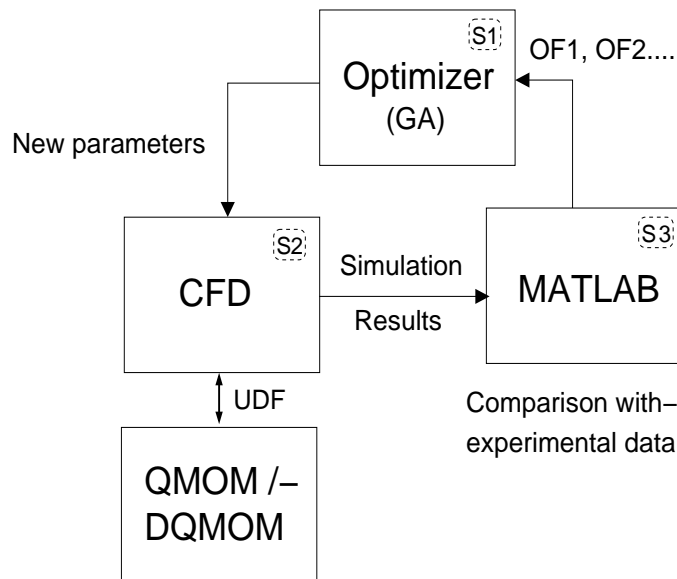 S1
OF1, OF2....
Optimizer
(GA)
New parameters
S2
S3
Simulation
CFD
MATLAB
Results
UDF
Comparison with–
experimental data
QMOM /–
DQMOM